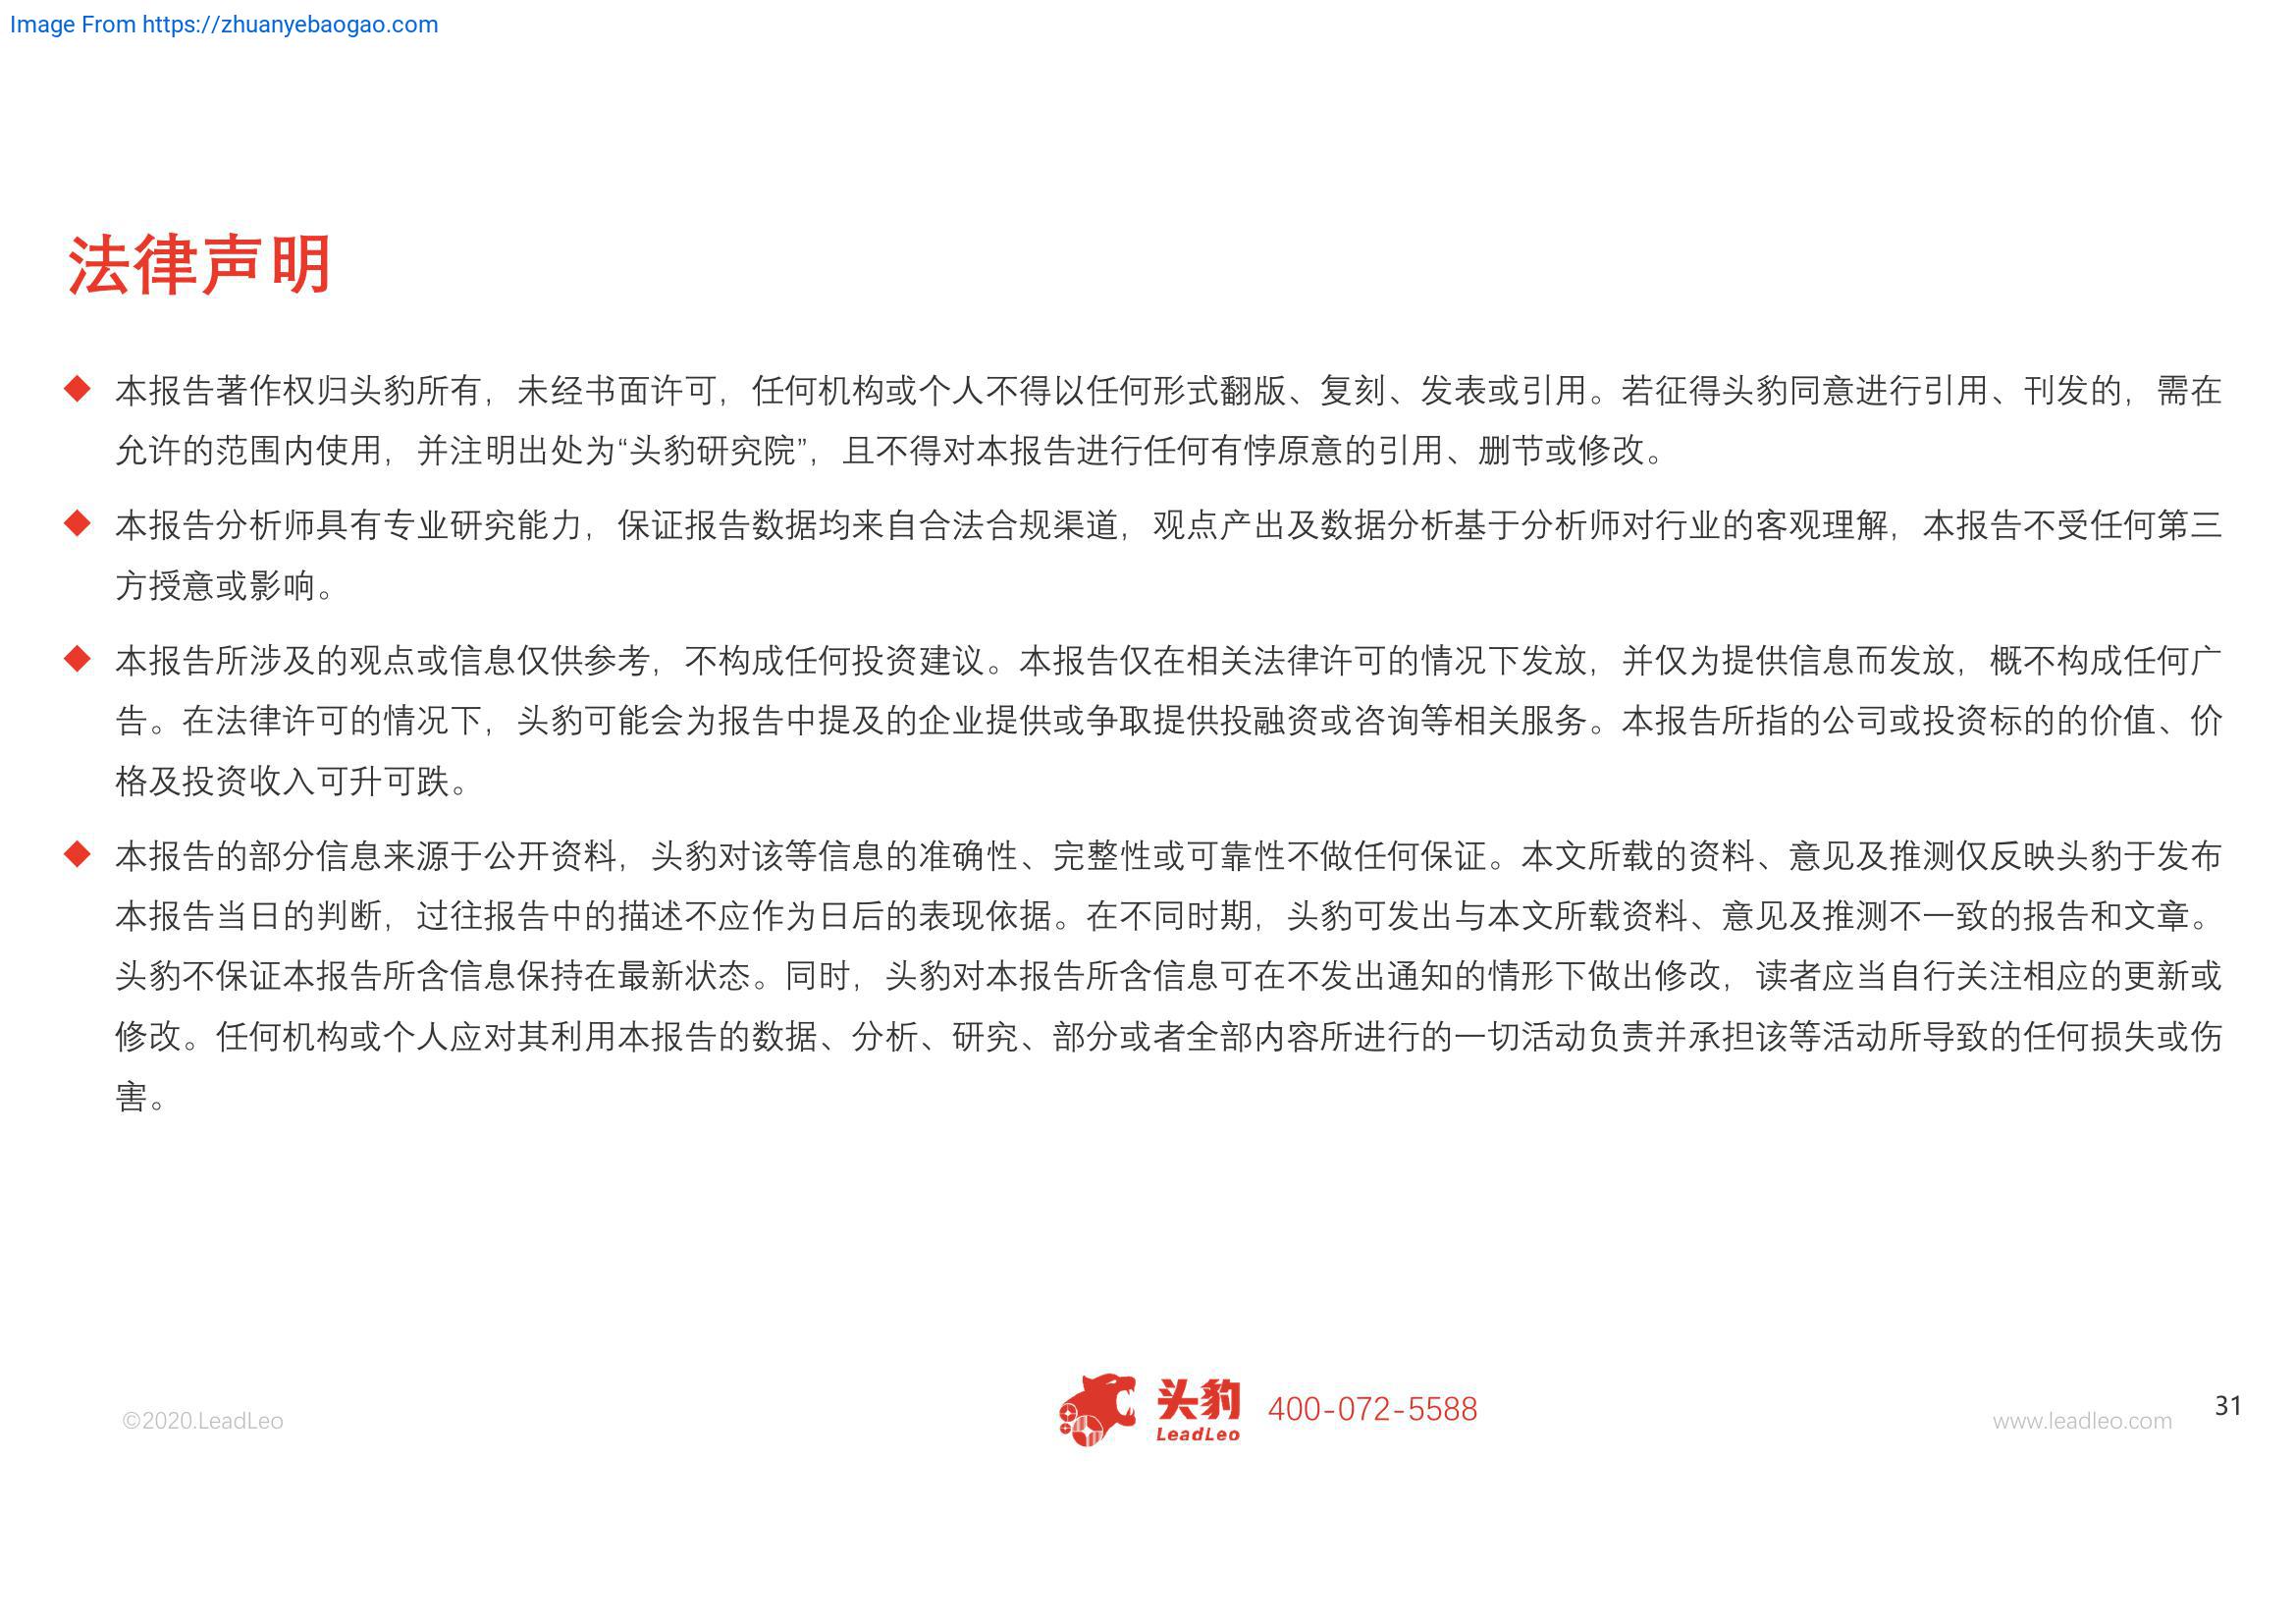 Image From https://zhuanyebaogao.com
法律声明
本报告著作权归头豹所有，未经书面许可，任何机构或个人不得以任何形式翻版、复刻、发表或引用。若征得头豹同意进行引用、刊发的，需在
允许的范围内使用，并注明出处为“头豹研究院”，且不得对本报告进行任何有悖原意的引用、删节或修改。
本报告分析师具有专业研究能力，保证报告数据均来自合法合规渠道，观点产出及数据分析基于分析师对行业的客观理解，本报告不受任何第三
方授意或影响。
本报告所涉及的观点或信息仅供参考，不构成任何投资建议。本报告仅在相关法律许可的情况下发放，并仅为提供信息而发放，概不构成任何广
告。在法律许可的情况下，头豹可能会为报告中提及的企业提供或争取提供投融资或咨询等相关服务。本报告所指的公司或投资标的的价值、价
格及投资收入可升可跌。
本报告的部分信息来源于公开资料，头豹对该等信息的准确性、完整性或可靠性不做任何保证。本文所载的资料、意见及推测仅反映头豹于发布
本报告当日的判断，过往报告中的描述不应作为日后的表现依据。在不同时期，头豹可发出与本文所载资料、意见及推测不一致的报告和文章。
头豹不保证本报告所含信息保持在最新状态。同时，头豹对本报告所含信息可在不发出通知的情形下做出修改，读者应当自行关注相应的更新或
修改。任何机构或个人应对其利用本报告的数据、分析、研究、部分或者全部内容所进行的一切活动负责并承担该等活动所导致的任何损失或伤
害。
©2020.LeadLeo
头豹
LeadLeo
400-072-5588
www.leadleo.com
31